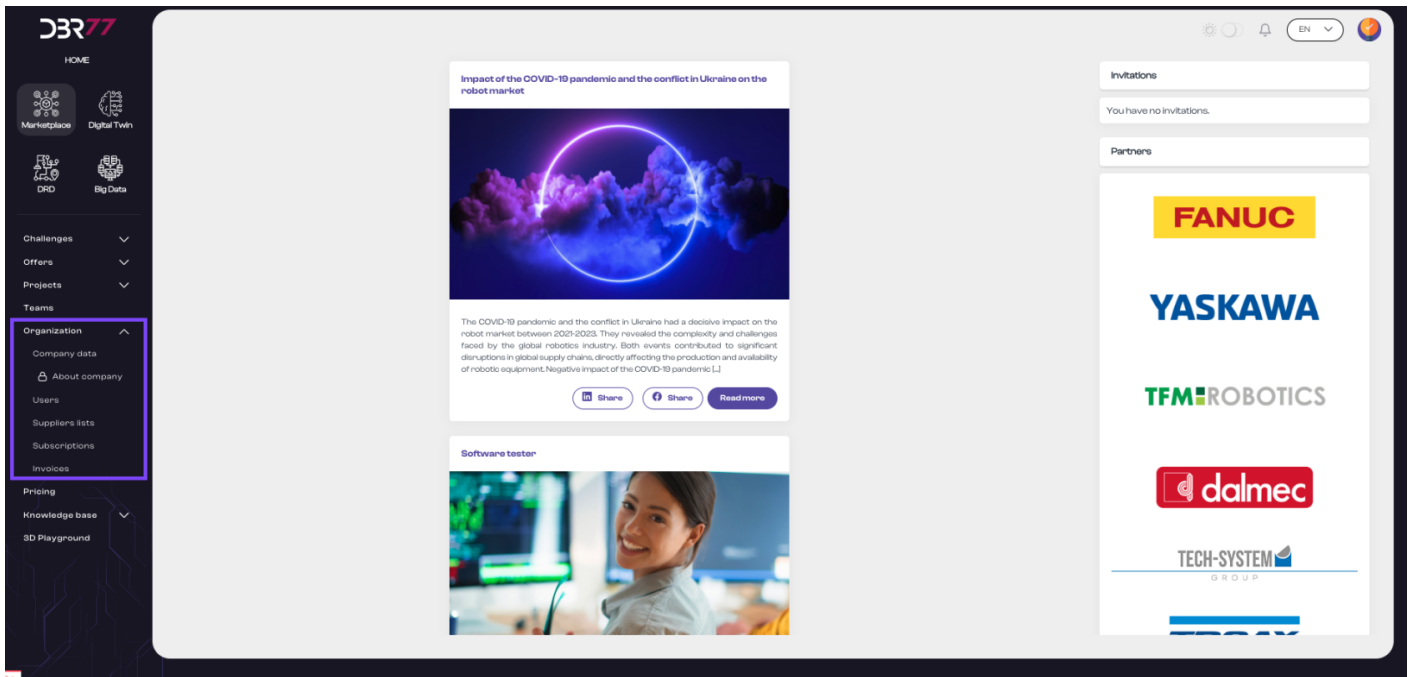 DBR77
HOME
Marketplace
Digital Twin
DRD
Big Data
Challenges
Offers
Projects
Teams
Organization
Company data
About company
Users
Suppliers lists
Subscriptions
Invoices
Pricing
Knowledge base
3D Playground
EN
Impact of the COVID-19 pandemic and the conflict in Ukraine on the
robot market
The COVID-19 pandemic and the conflict in Ukraine had a decisive impact on the
robot market between 2021-2023. They revealed the complexity and challenges
faced by the global robotics industry. Both events contributed to significant
disruptions in global supply chains, directly affecting the production and availability
of robotic equipment. Negative impact of the COVID-19 pandemic [...]
in Share
Share
Read more
Software tester
Invitations
You have no invitations.
Partners
FANUC
YASKAWA
TFM ROBOTICS
d dalmec
TECH-SYSTEM
GROUP